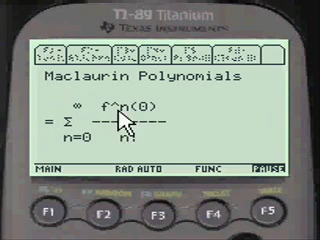 TI-89 Titanium
TEXAS INSTRUMENTS
Maclaurin Polynomials
∞ f^n(0)
= Σ --------
n=0 n!
MAIN RAD AUTO FUNC PAUSE
F1 F2 F3 F4 F5